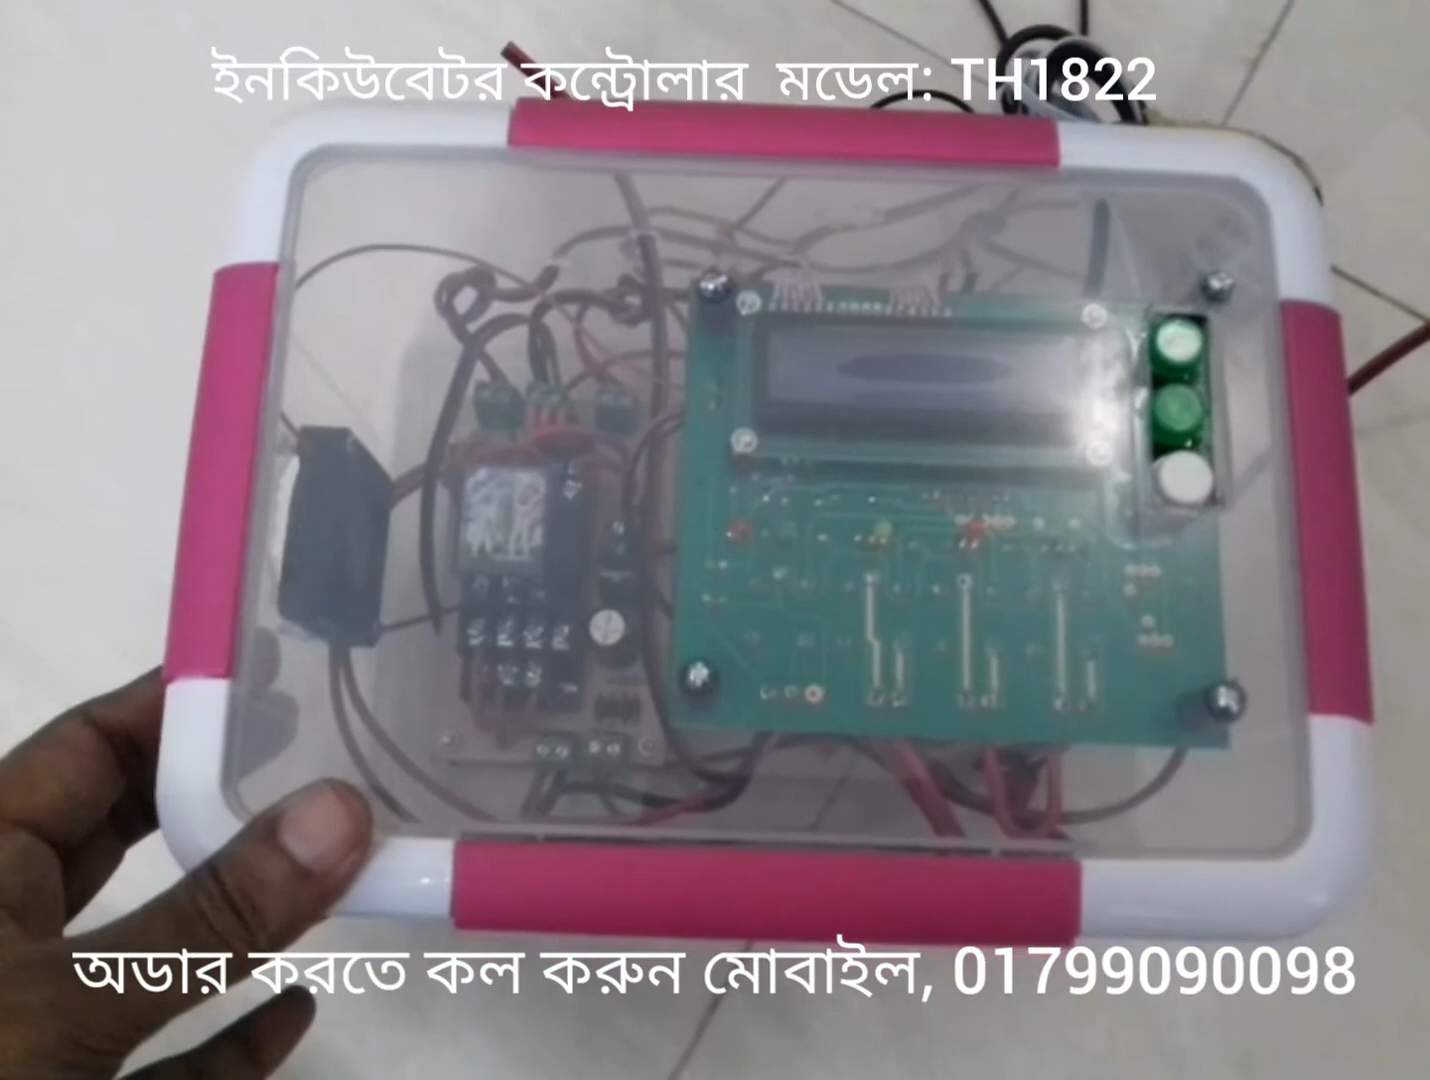 ইনকিউবেটর কন্ট্রোলার মডেল: TH1822
অডার করতে কল করুন মোবাইল, 01799090098